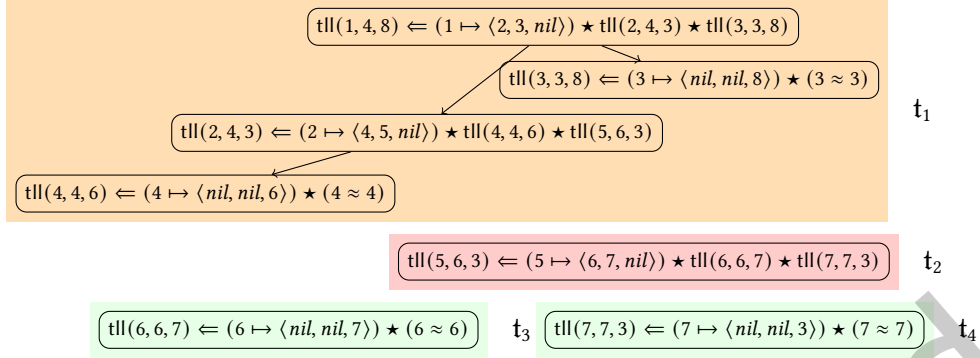 tll(1, 4, 8) ⇐ (1 ↦ ⟨2, 3, nil⟩) ★ tll(2, 4, 3) ★ tll(3, 3, 8)
tll(3, 3, 8) ⇐ (3 ↦ ⟨nil, nil, 8⟩) ★ (3 ≈ 3)
𝔱₁
tll(2, 4, 3) ⇐ (2 ↦ ⟨4, 5, nil⟩) ★ tll(4, 4, 6) ★ tll(5, 6, 3)
tll(4, 4, 6) ⇐ (4 ↦ ⟨nil, nil, 6⟩) ★ (4 ≈ 4)
tll(5, 6, 3) ⇐ (5 ↦ ⟨6, 7, nil⟩) ★ tll(6, 6, 7) ★ tll(7, 7, 3) 𝔱₂
tll(6, 6, 7) ⇐ (6 ↦ ⟨nil, nil, 7⟩) ★ (6 ≈ 6) 𝔱₃ tll(7, 7, 3) ⇐ (7 ↦ ⟨nil, nil, 3⟩) ★ (7 ≈ 7) 𝔱₄